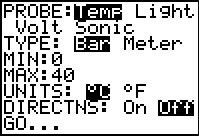 PROBE:Temp Light
Volt Sonic
TYPE: Bar Meter
MIN:0
MAX:40
UNITS: °C °F
DIRECTNS: On Off
GO...